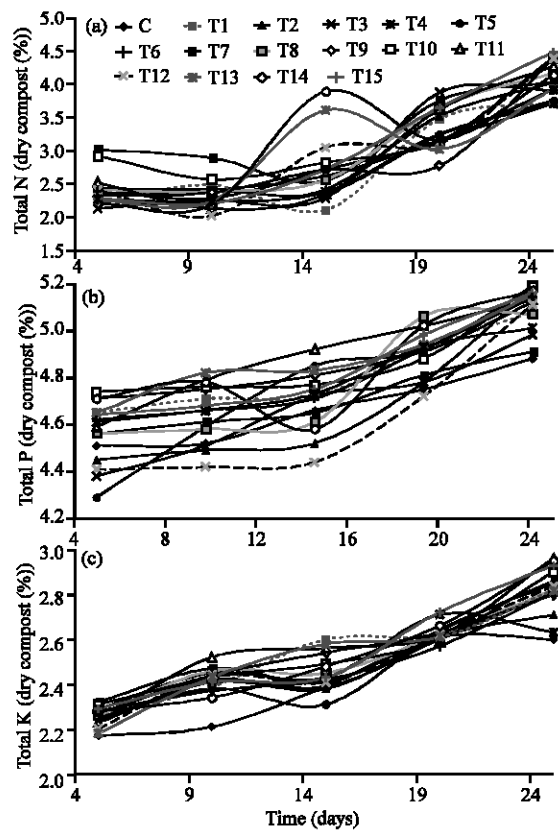 (a) C T1 T2 T3 T4 T5
T6 T7 T8 T9 T10 T11
T12 T13 T14 T15
Total N (dry compost (%))
5.0
4.5
4.0
3.5
3.0
2.5
2.0
1.5
4 9 14 19 24
(b)
Total P (dry compost (%))
5.2
5.0
4.8
4.6
4.4
4.2
4 8 12 16 20 24
(c)
Total K (dry compost (%))
3.0
2.8
2.6
2.4
2.2
2.0
4 9 14 19 24
Time (days)